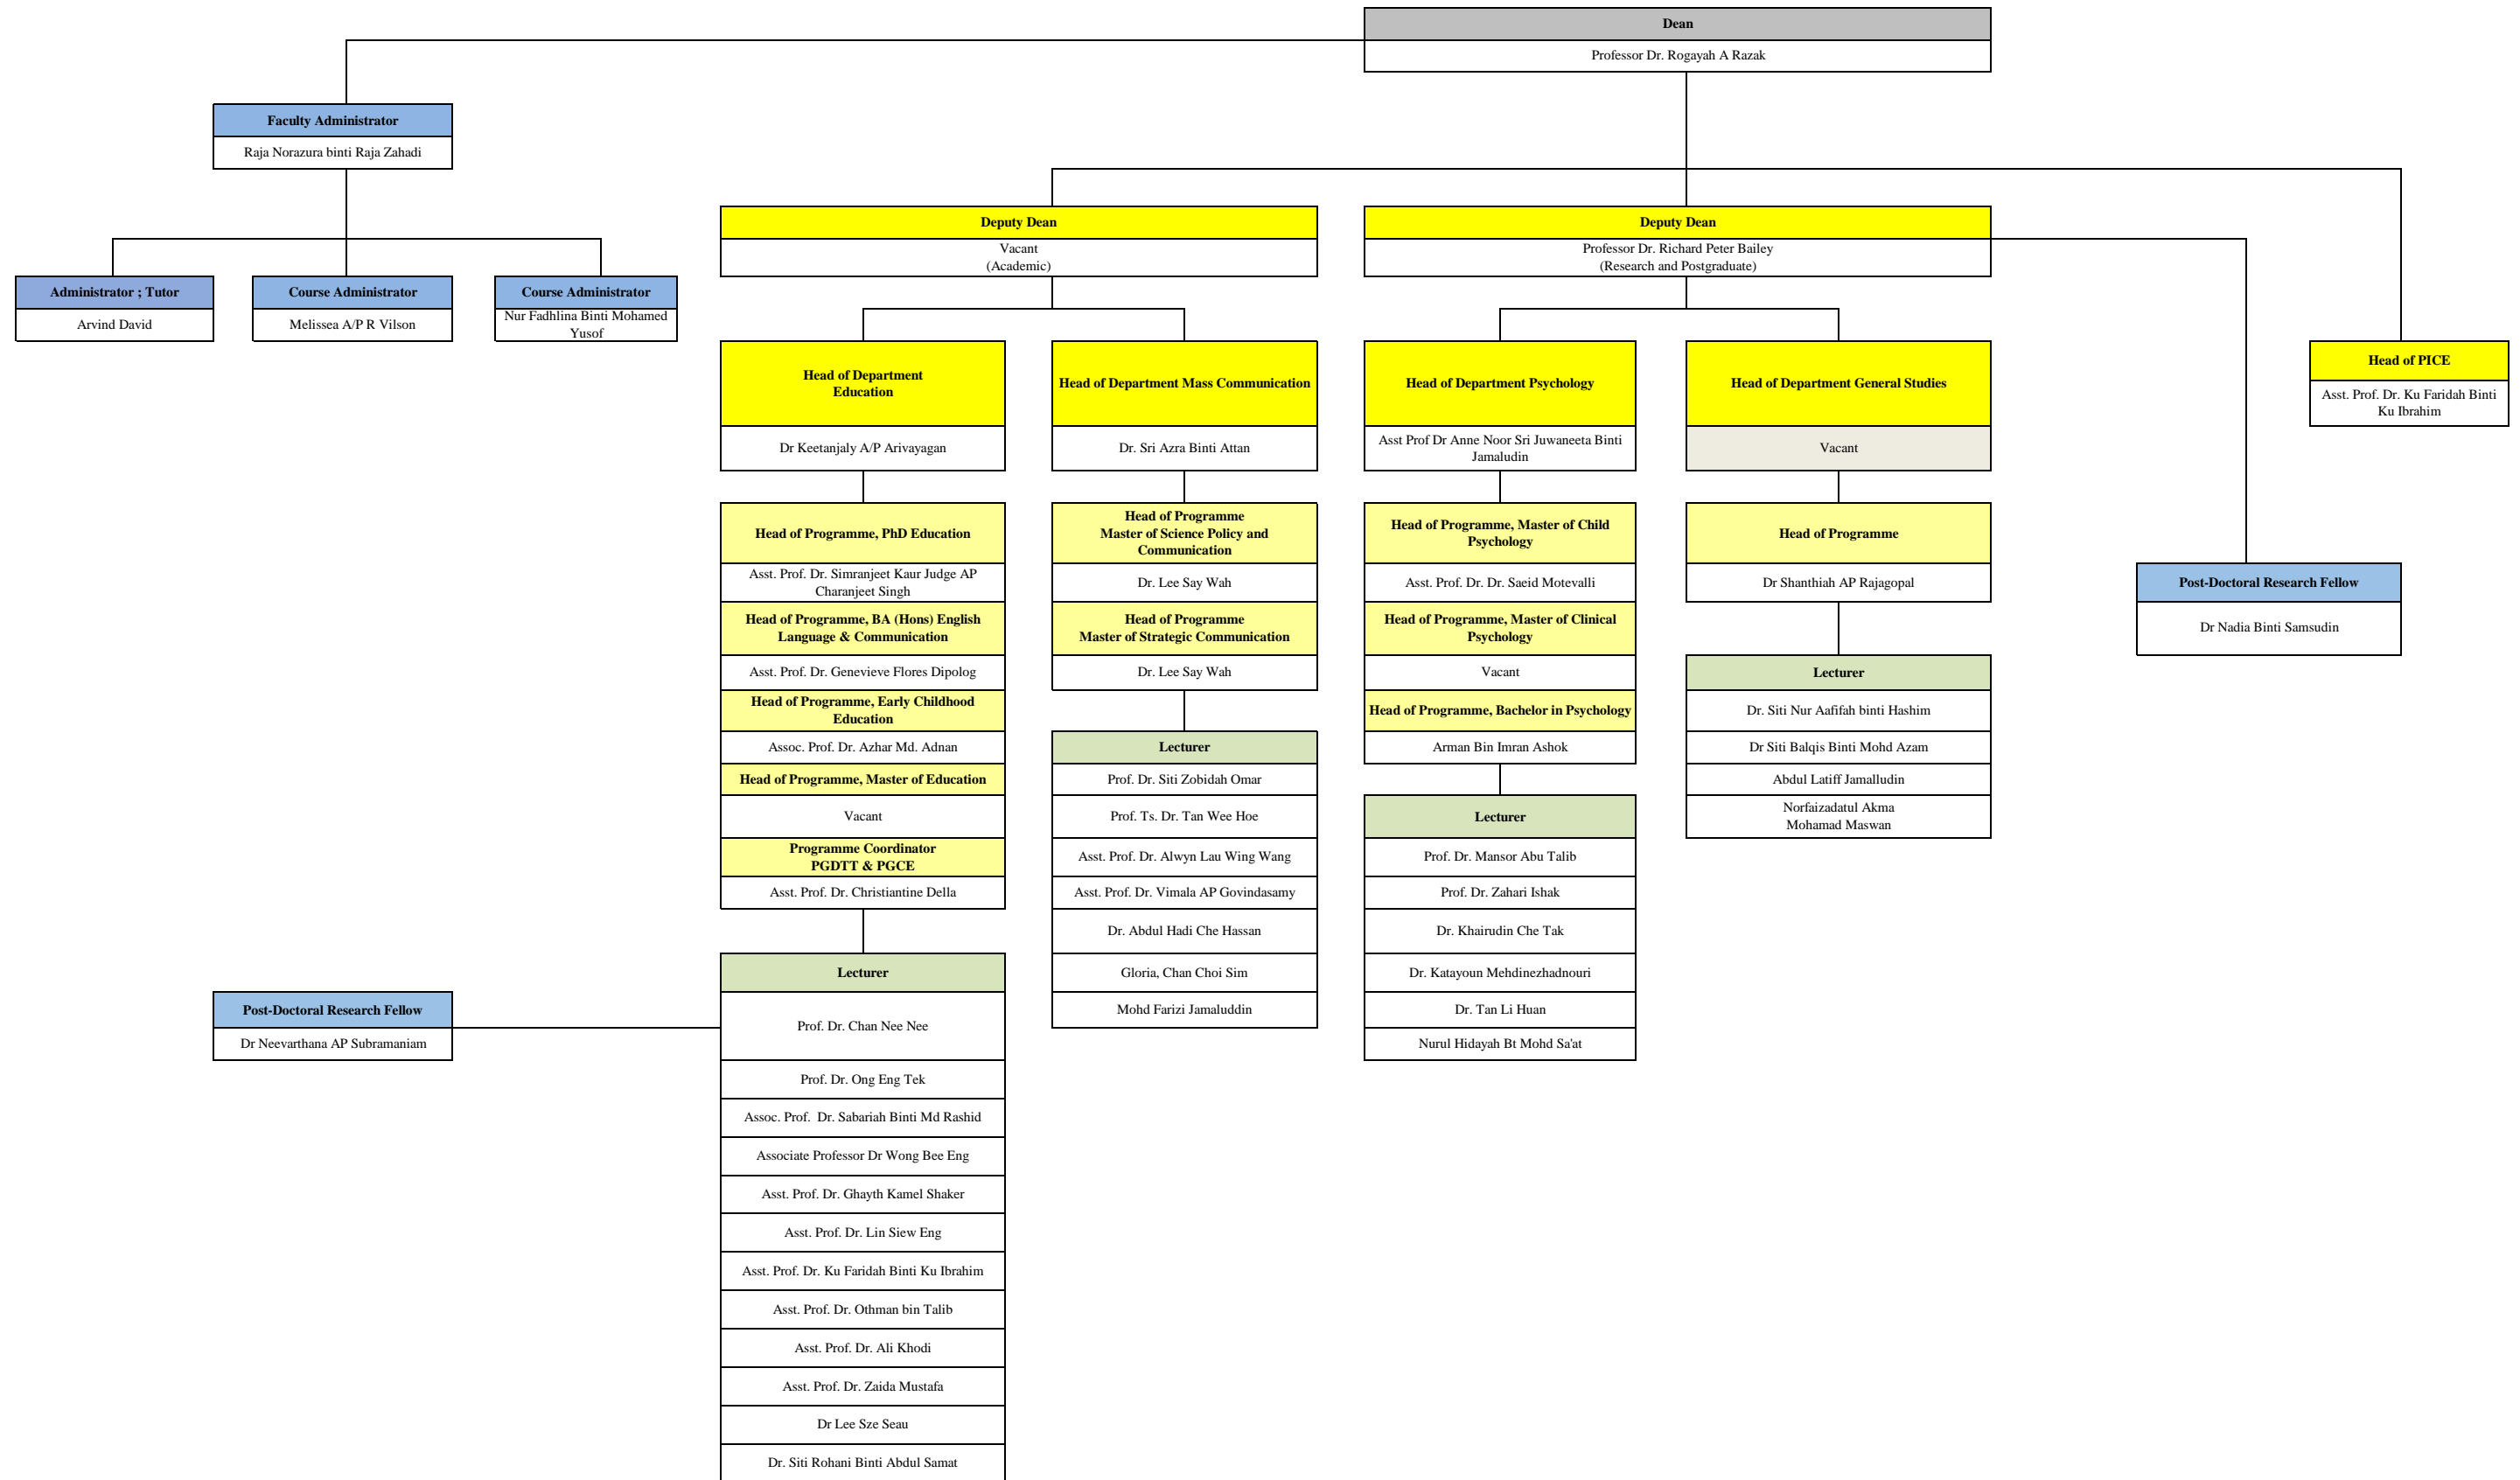 Dean
Professor Dr. Rogayah A Razak
Faculty Administrator
Raja Norazura binti Raja Zahadi
Administrator ; Tutor
Arvind David
Course Administrator
Melissea A/P R Vilson
Course Administrator
Nur Fadhlina Binti Mohamed
Yusof
Deputy Dean
Vacant
(Academic)
Deputy Dean
Professor Dr. Richard Peter Bailey
(Research and Postgraduate)
Head of Department
Education
Dr Keetanjaly A/P Arivayagan
Head of Programme, PhD Education
Asst. Prof. Dr. Simranjeet Kaur Judge AP
Charanjeet Singh
Head of Programme, BA (Hons) English
Language & Communication
Asst. Prof. Dr. Genevieve Flores Dipolog
Head of Programme, Early Childhood
Education
Assoc. Prof. Dr. Azhar Md. Adnan
Head of Programme, Master of Education
Vacant
Programme Coordinator
PGDTT & PGCE
Asst. Prof. Dr. Christiantine Della
Lecturer
Prof. Dr. Chan Nee Nee
Prof. Dr. Ong Eng Tek
Assoc. Prof.  Dr. Sabariah Binti Md Rashid
Associate Professor Dr Wong Bee Eng
Asst. Prof. Dr. Ghayth Kamel Shaker
Asst. Prof. Dr. Lin Siew Eng
Asst. Prof. Dr. Ku Faridah Binti Ku Ibrahim
Asst. Prof. Dr. Othman bin Talib
Asst. Prof. Dr. Ali Khodi
Asst. Prof. Dr. Zaida Mustafa
Dr Lee Sze Seau
Dr. Siti Rohani Binti Abdul Samat
Post-Doctoral Research Fellow
Dr Neevarthana AP Subramaniam
Head of Department Mass Communication
Dr. Sri Azra Binti Attan
Head of Programme
Master of Science Policy and
Communication
Dr. Lee Say Wah
Head of Programme
Master of Strategic Communication
Dr. Lee Say Wah
Lecturer
Prof. Dr. Siti Zobidah Omar
Prof. Ts. Dr. Tan Wee Hoe
Asst. Prof. Dr. Alwyn Lau Wing Wang
Asst. Prof. Dr. Vimala AP Govindasamy
Dr. Abdul Hadi Che Hassan
Gloria, Chan Choi Sim
Mohd Farizi Jamaluddin
Head of Department Psychology
Asst Prof Dr Anne Noor Sri Juwaneeta Binti
Jamaludin
Head of Programme, Master of Child
Psychology
Asst. Prof. Dr. Dr. Saeid Motevalli
Head of Programme, Master of Clinical
Psychology
Vacant
Head of Programme, Bachelor in Psychology
Arman Bin Imran Ashok
Lecturer
Prof. Dr. Mansor Abu Talib
Prof. Dr. Zahari Ishak
Dr. Khairudin Che Tak
Dr. Katayoun Mehdinezhadnouri
Dr. Tan Li Huan
Nurul Hidayah Bt Mohd Sa'at
Head of Department General Studies
Vacant
Head of Programme
Dr Shanthiah AP Rajagopal
Lecturer
Dr. Siti Nur Aafifah binti Hashim
Dr Siti Balqis Binti Mohd Azam
Abdul Latiff Jamalludin
Norfaizadatul Akma
Mohamad Maswan
Post-Doctoral Research Fellow
Dr Nadia Binti Samsudin
Head of PICE
Asst. Prof. Dr. Ku Faridah Binti
Ku Ibrahim